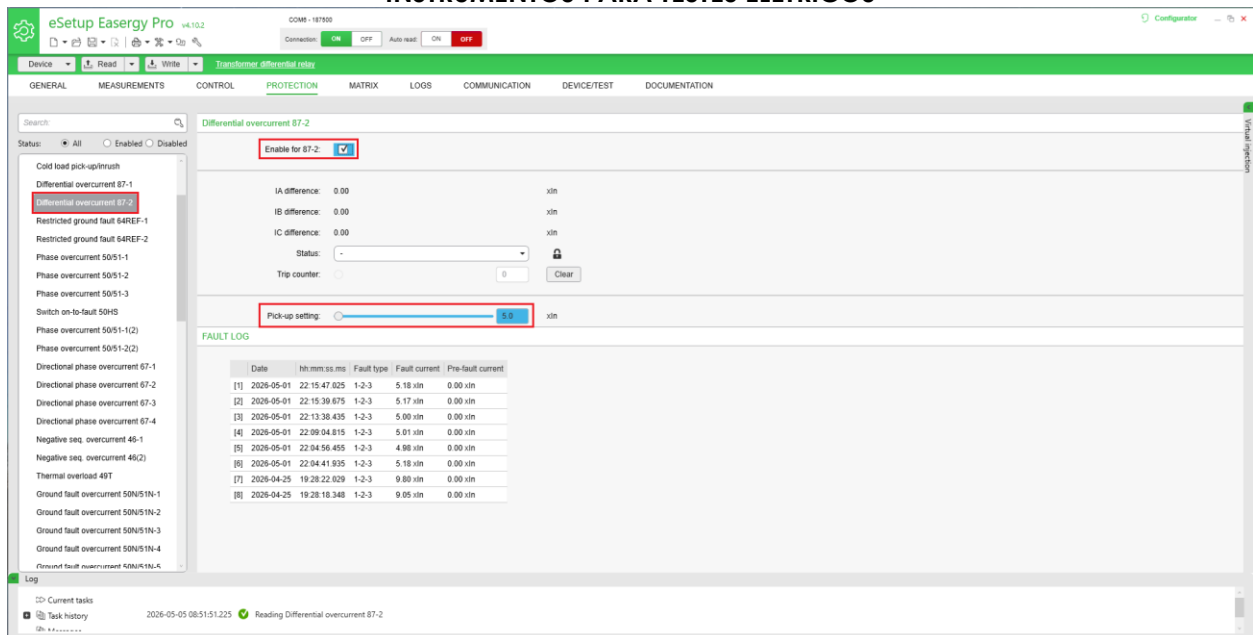 INSTRUMENTOS PARA TESTES ELÉTRICOS
eSetup Easergy Pro v4.10.2
COM6 - 187500
Connection: ON OFF Auto read: ON OFF
Configurator
Device Read Write Transformer differential relay
GENERAL MEASUREMENTS CONTROL PROTECTION MATRIX LOGS COMMUNICATION DEVICE/TEST DOCUMENTATION
Virtual injection
Search:
Status: All Enabled Disabled
Cold load pick-up/inrush
Differential overcurrent 87-1
Differential overcurrent 87-2
Restricted ground fault 64REF-1
Restricted ground fault 64REF-2
Phase overcurrent 50/51-1
Phase overcurrent 50/51-2
Phase overcurrent 50/51-3
Switch on-to-fault 50HS
Phase overcurrent 50/51-1(2)
Phase overcurrent 50/51-2(2)
Directional phase overcurrent 67-1
Directional phase overcurrent 67-2
Directional phase overcurrent 67-3
Directional phase overcurrent 67-4
Negative seq. overcurrent 46-1
Negative seq. overcurrent 46(2)
Thermal overload 49T
Ground fault overcurrent 50N/51N-1
Ground fault overcurrent 50N/51N-2
Ground fault overcurrent 50N/51N-3
Ground fault overcurrent 50N/51N-4
Ground fault overcurrent 50N/51N-5
Differential overcurrent 87-2
Enable for 87-2:
IA difference: 0.00 xIn
IB difference: 0.00 xIn
IC difference: 0.00 xIn
Status: -
Trip counter: 0 Clear
Pick-up setting: 5.0 xIn
FAULT LOG
Date hh:mm:ss.ms Fault type Fault current Pre-fault current
[1] 2026-05-01 22:15:47.025 1-2-3 5.18 xIn 0.00 xIn
[2] 2026-05-01 22:15:39.675 1-2-3 5.17 xIn 0.00 xIn
[3] 2026-05-01 22:13:38.435 1-2-3 5.00 xIn 0.00 xIn
[4] 2026-05-01 22:09:04.815 1-2-3 5.01 xIn 0.00 xIn
[5] 2026-05-01 22:04:56.455 1-2-3 4.98 xIn 0.00 xIn
[6] 2026-05-01 22:04:41.935 1-2-3 5.18 xIn 0.00 xIn
[7] 2026-04-25 19:28:22.029 1-2-3 9.80 xIn 0.00 xIn
[8] 2026-04-25 19:28:18.348 1-2-3 9.05 xIn 0.00 xIn
Log
Current tasks
Task history 2026-05-05 08:51:51.225 Reading Differential overcurrent 87-2